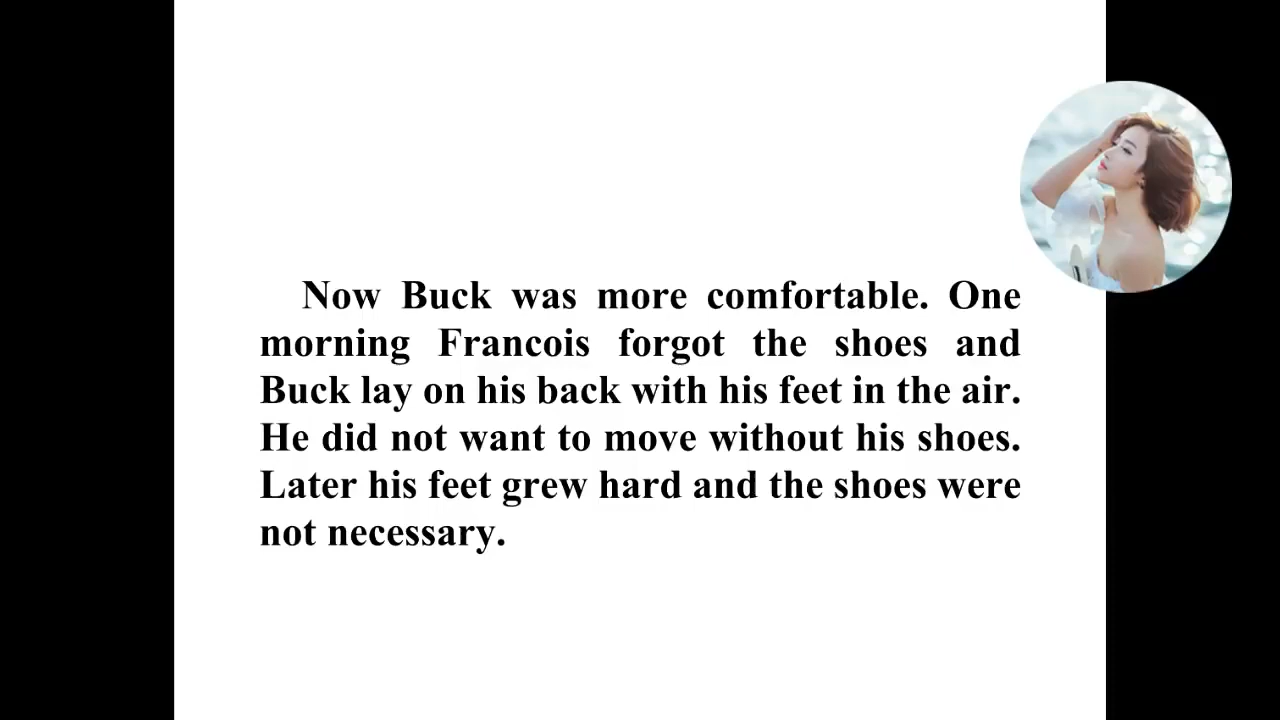 Now Buck was more comfortable. One
morning Francois forgot the shoes and
Buck lay on his back with his feet in the air.
He did not want to move without his shoes.
Later his feet grew hard and the shoes were
not necessary.